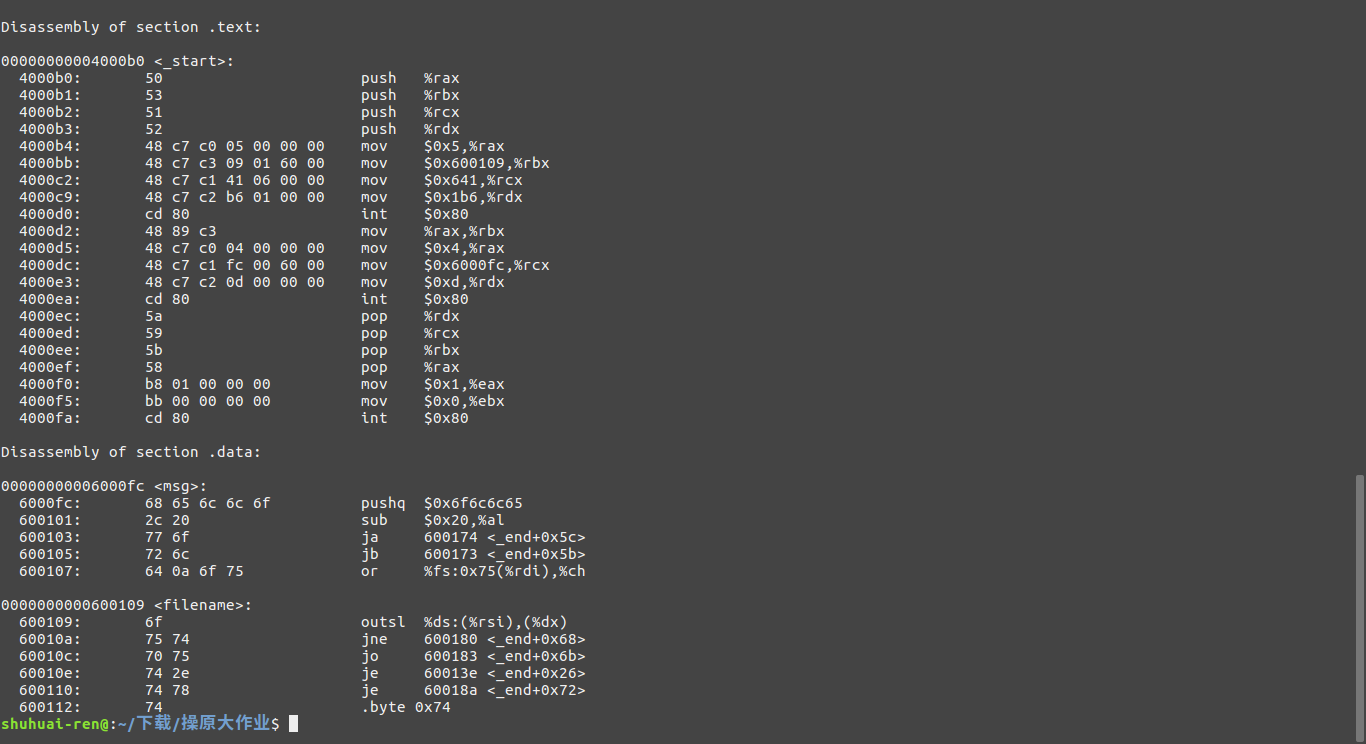 Disassembly of section .text:

00000000004000b0 <_start>:
  4000b0:       50                      push   %rax
  4000b1:       53                      push   %rbx
  4000b2:       51                      push   %rcx
  4000b3:       52                      push   %rdx
  4000b4:       48 c7 c0 05 00 00 00    mov    $0x5,%rax
  4000bb:       48 c7 c3 09 01 60 00    mov    $0x600109,%rbx
  4000c2:       48 c7 c1 41 06 00 00    mov    $0x641,%rcx
  4000c9:       48 c7 c2 b6 01 00 00    mov    $0x1b6,%rdx
  4000d0:       cd 80                   int    $0x80
  4000d2:       48 89 c3                mov    %rax,%rbx
  4000d5:       48 c7 c0 04 00 00 00    mov    $0x4,%rax
  4000dc:       48 c7 c1 fc 00 60 00    mov    $0x6000fc,%rcx
  4000e3:       48 c7 c2 0d 00 00 00    mov    $0xd,%rdx
  4000ea:       cd 80                   int    $0x80
  4000ec:       5a                      pop    %rdx
  4000ed:       59                      pop    %rcx
  4000ee:       5b                      pop    %rbx
  4000ef:       58                      pop    %rax
  4000f0:       b8 01 00 00 00          mov    $0x1,%eax
  4000f5:       bb 00 00 00 00          mov    $0x0,%ebx
  4000fa:       cd 80                   int    $0x80

Disassembly of section .data:

00000000006000fc <msg>:
  6000fc:       68 65 6c 6c 6f          pushq  $0x6f6c6c65
  600101:       2c 20                   sub    $0x20,%al
  600103:       77 6f                   ja     600174 <_end+0x5c>
  600105:       72 6c                   jb     600173 <_end+0x5b>
  600107:       64 0a 6f 75             or     %fs:0x75(%rdi),%ch

0000000000600109 <filename>:
  600109:       6f                      outsl  %ds:(%rsi),(%dx)
  60010a:       75 74                   jne    600180 <_end+0x68>
  60010c:       70 75                   jo     600183 <_end+0x6b>
  60010e:       74 2e                   je     60013e <_end+0x26>
  600110:       74 78                   je     60018a <_end+0x72>
  600112:       74                      .byte 0x74
shuhuai-ren@:~/下载/操原大作业$